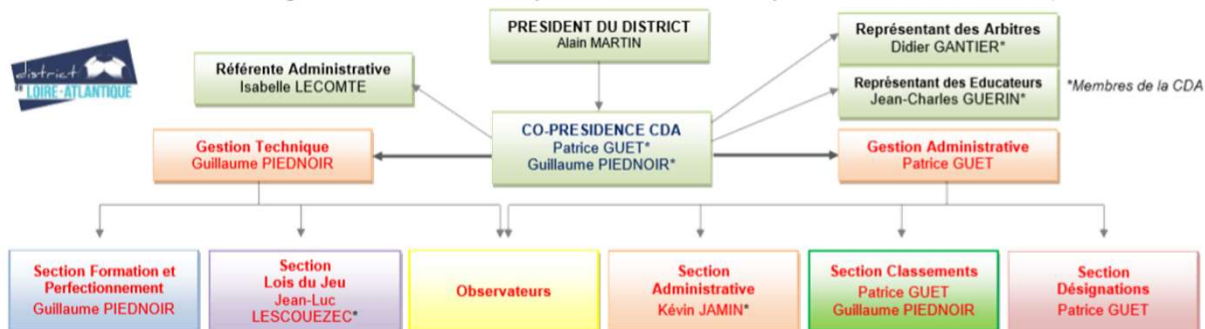 PRESIDENT DU DISTRICT
Alain MARTIN
Représentant des Arbitres
Didier GANTIER*
district
de LOIRE-ATLANTIQUE
Référente Administrative
Isabelle LECOMTE
Représentant des Educateurs
Jean-Charles GUERIN*
*Membres de la CDA
CO-PRESIDENCE CDA
Patrice GUET*
Guillaume PIEDNOIR*
Gestion Technique
Guillaume PIEDNOIR
Gestion Administrative
Patrice GUET
Section Formation et
Perfectionnement
Guillaume PIEDNOIR
Section
Lois du Jeu
Jean-Luc
LESCOUEZEC*
Observateurs
Section
Administrative
Kévin JAMIN*
Section Classements
Patrice GUET
Guillaume PIEDNOIR
Section
Désignations
Patrice GUET